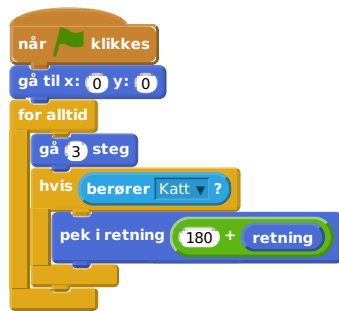 når klikkes
gå til x: 0 y: 0
for alltid
gå 3 steg
hvis berører Katt ?
pek i retning 180 + retning